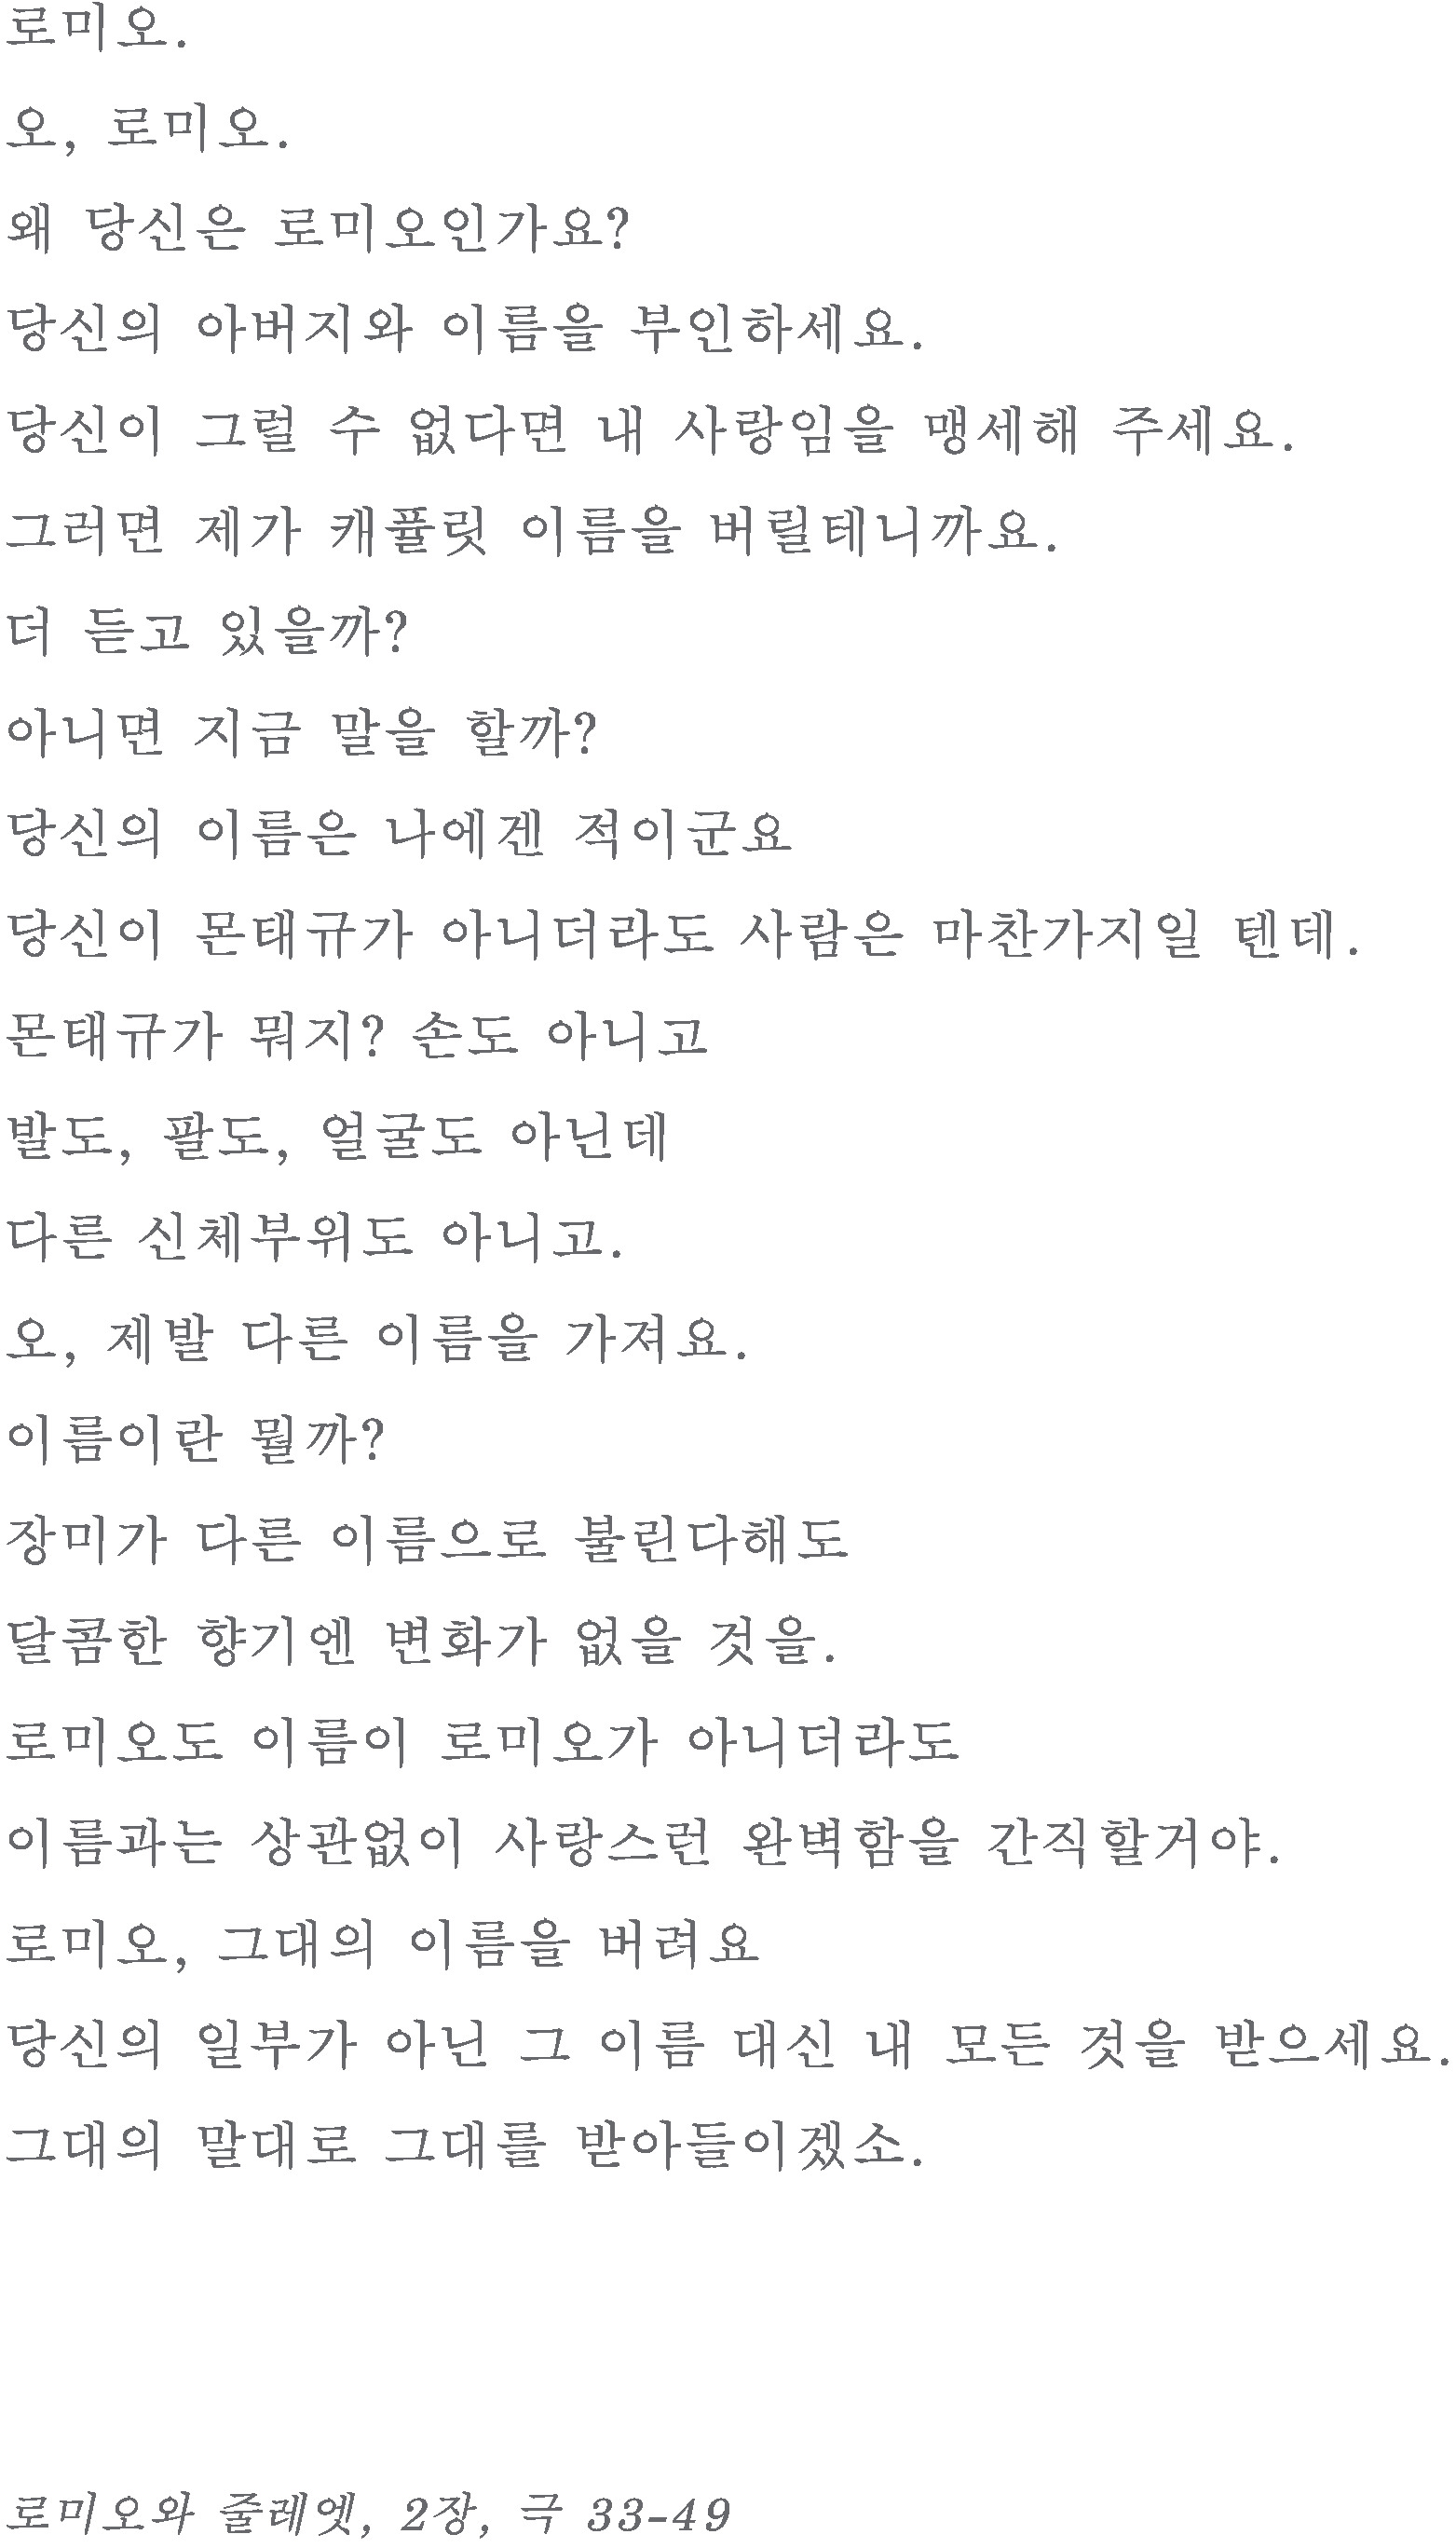 로미오.
오, 로미오.
왜 당신은 로미오인가요?
당신의 아버지와 이름을 부인하세요.
당신이 그럴 수 없다면 내 사랑임을 맹세해 주세요.
그러면 제가 캐퓰릿 이름을 버릴테니까요.
더 듣고 있을까?
아니면 지금 말을 할까?
당신의 이름은 나에겐 적이군요
당신이 몬태규가 아니더라도 사람은 마찬가지일 텐데.
몬태규가 뭐지? 손도 아니고
발도, 팔도, 얼굴도 아닌데
다른 신체부위도 아니고.
오, 제발 다른 이름을 가져요.
이름이란 뭘까?
장미가 다른 이름으로 불린다해도
달콤한 향기엔 변화가 없을 것을.
로미오도 이름이 로미오가 아니더라도
이름과는 상관없이 사랑스런 완벽함을 간직할거야.
로미오, 그대의 이름을 버려요
당신의 일부가 아닌 그 이름 대신 내 모든 것을 받으세요.
그대의 말대로 그대를 받아들이겠소.
로미오와 줄레엣, 2장, 극 33-49